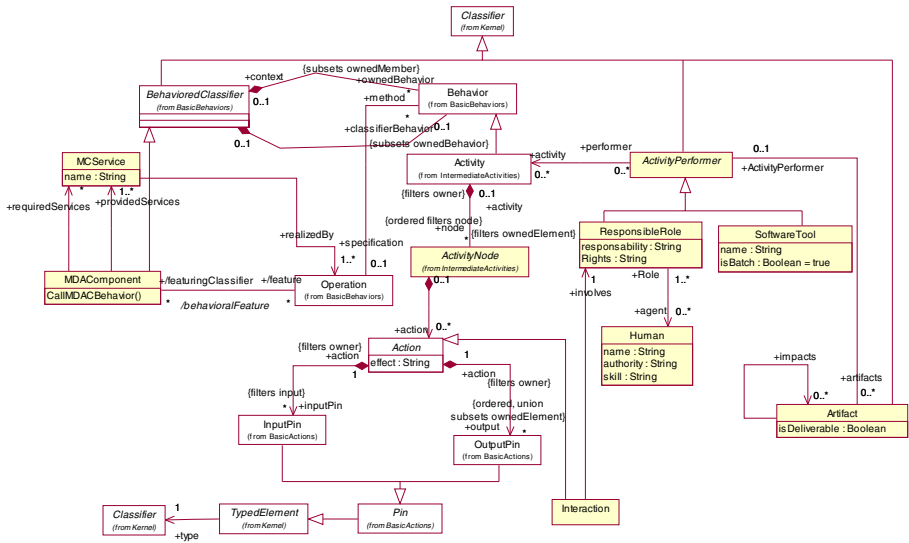 Classifier
(from Kernel)
{subsets ownedMember}
+context
+ownedBehavior
BehavioredClassifier
(from BasicBehaviors)
0..1
*
Behavior
(from BasicBehaviors)
+method
+classifierBehavior
0..1
0..1
{subsets ownedBehavior}
MCService
name : String
Activity
(from IntermediateActivities)
+activity
+performer
0..*
0..*
ActivityPerformer
0..1
+ActivityPerformer
*
1..*
+requiredServices
+providedServices
{filters owner}
0..1
+activity
{ordered filters node}
+node
*
{filters ownedElement}
+realizedBy
+specification
1..*
0..1
ResponsibleRole
responsability : String
Rights : String
SoftwareTool
name : String
isBatch : Boolean = true
ActivityNode
(from IntermediateActivities)
MDAComponent
CallMDACBehavior()
+/featuringClassifier
+/feature
*
/behavioralFeature
*
Operation
(from BasicBehaviors)
0..1
+Role
1..*
1
+involves
+agent
0..*
+action
0..*
Human
name : String
authority : String
skill : String
Action
effect : String
{filters owner}
+action
1
1
+action
{filters owner}
+impacts
+artifacts
0..*
0..*
{filters input}
*
+inputPin
{ordered, union
subsets ownedElement}
+output
*
Artifact
isDeliverable : Boolean
InputPin
(from BasicActions)
OutputPin
(from BasicActions)
Interaction
Classifier
(from Kernel)
1
+type
TypedElement
(from Kernel)
Pin
(from BasicActions)